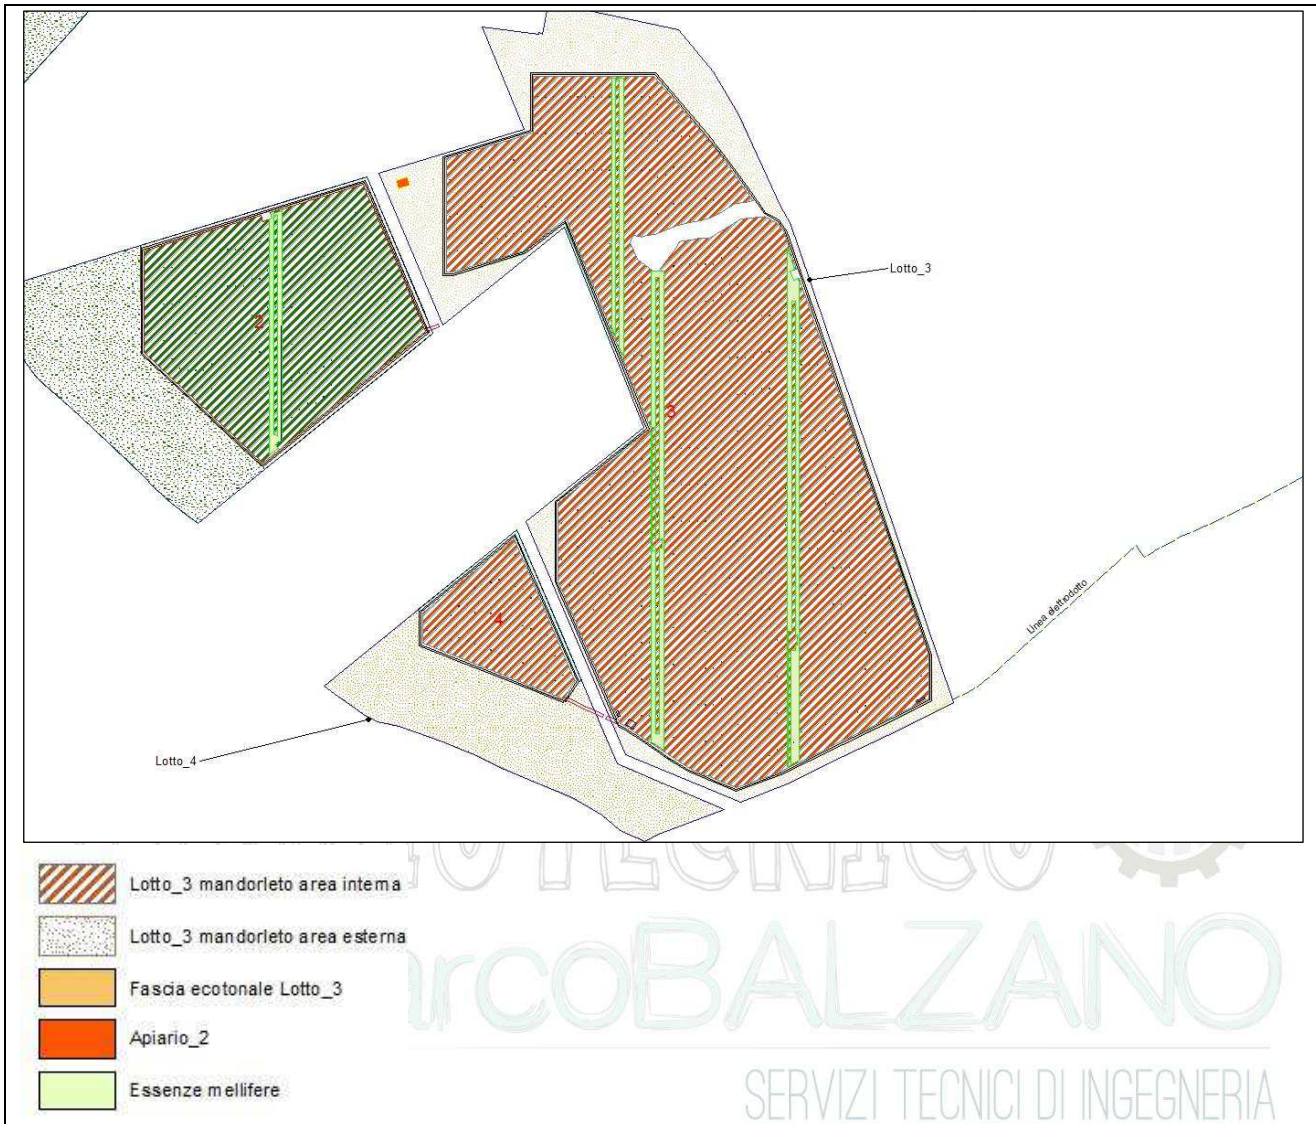 2
Lotto_3
3
4
Linea elettrodotto
Lotto_4
Lotto_3 mandorleto area interna
Lotto_3 mandorleto area esterna
Fascia ecotonale Lotto_3
Apiario_2
Essenze mellifere
BALZANO
SERVIZI TECNICI DI INGEGNERIA